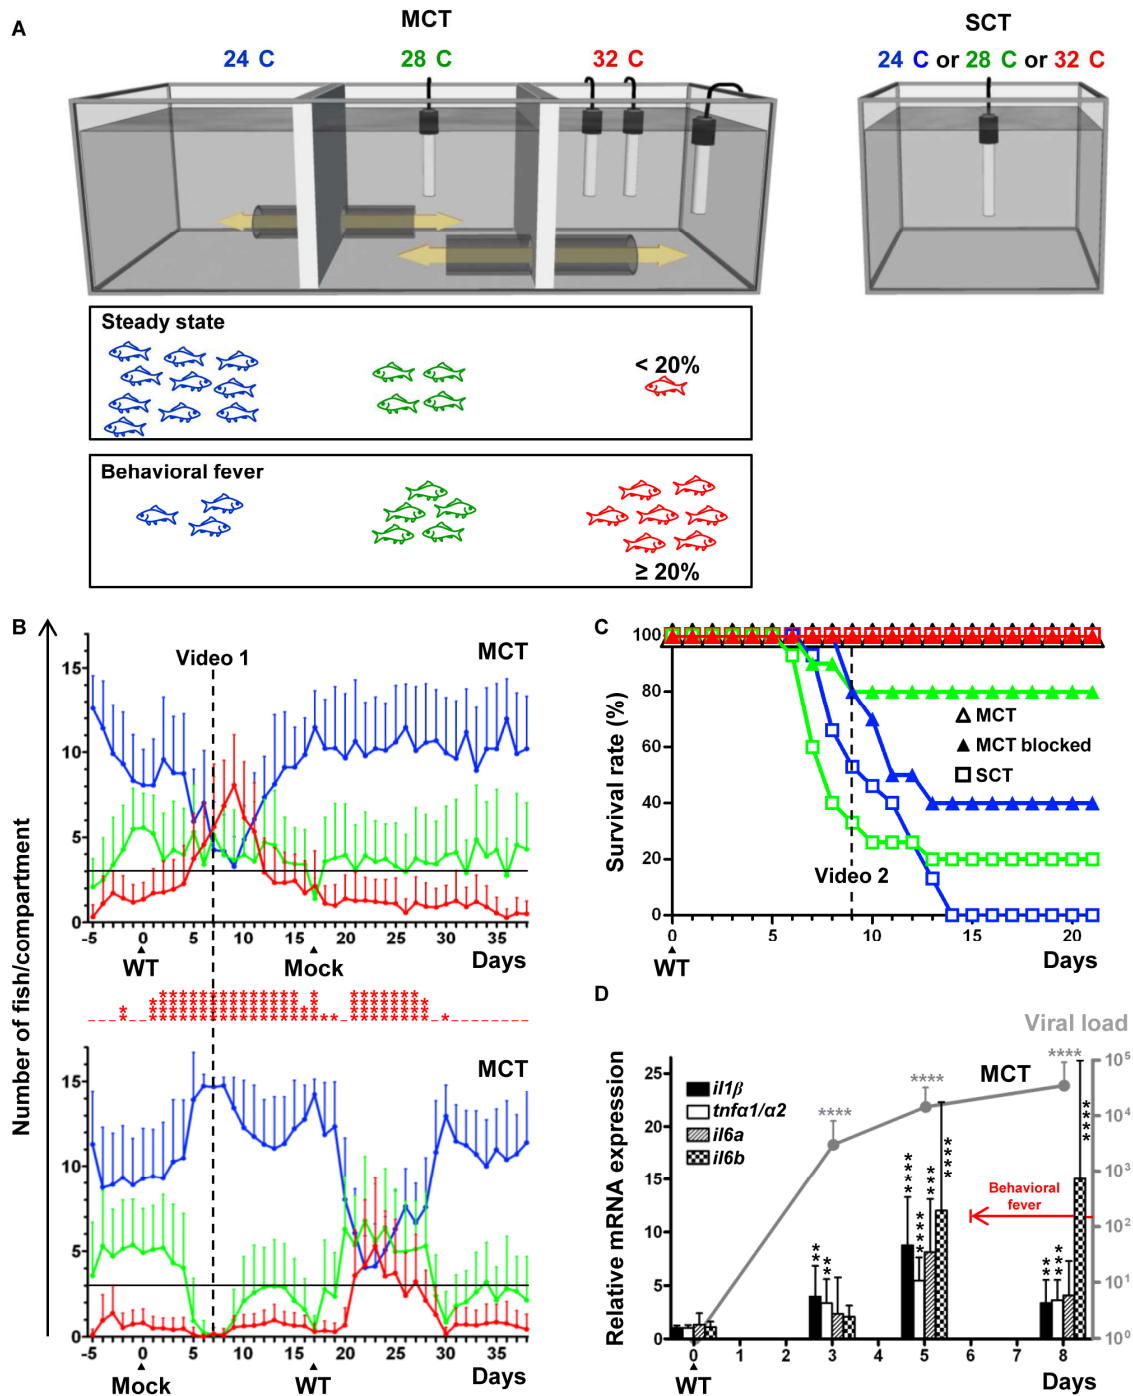 A
MCT
SCT
24 C
28 C
32 C
24 C or 28 C or 32 C
Steady state
< 20%
Behavioral fever
≥ 20%
B
Number of fish/compartment
Video 1
MCT
15
10
5
0
-5 0 5 10 15 20 25 30 35
WT
Mock
Days
MCT
15
10
5
0
-5 0 5 10 15 20 25 30 35
Mock
WT
Days
C
Survival rate (%)
100
80
60
40
20
0
MCT
MCT blocked
SCT
Video 2
0 5 10 15 20
WT
Days
D
Viral load
Relative mRNA expression
MCT
25
20
15
10
5
0
il1β
tnfα1/α2
il6a
il6b
****
****
****
**
**
****
****
***
****
**
***
****
Behavioral
fever
10⁵
10⁴
10³
10²
10¹
10⁰
0 1 2 3 4 5 6 7 8
WT
Days